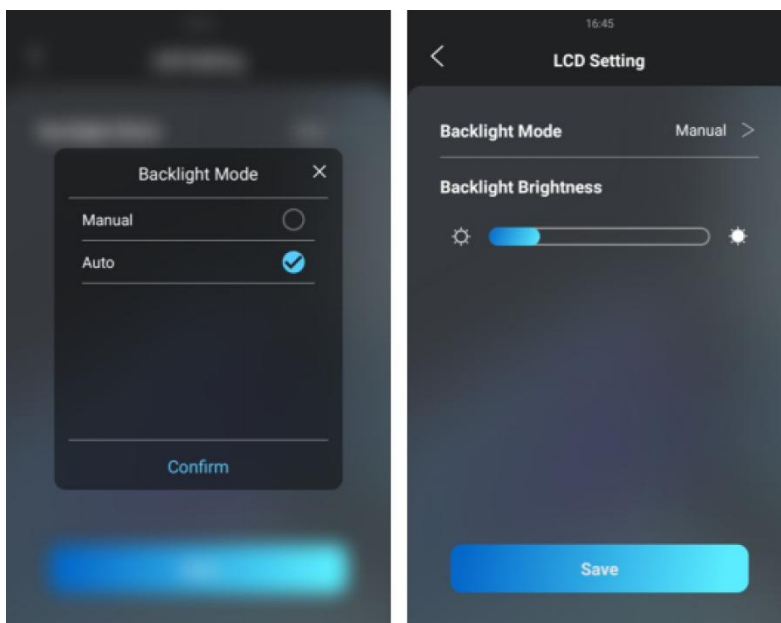 Backlight Mode
Manual
Auto
Confirm
16:45
LCD Setting
Backlight Mode Manual
Backlight Brightness
Save